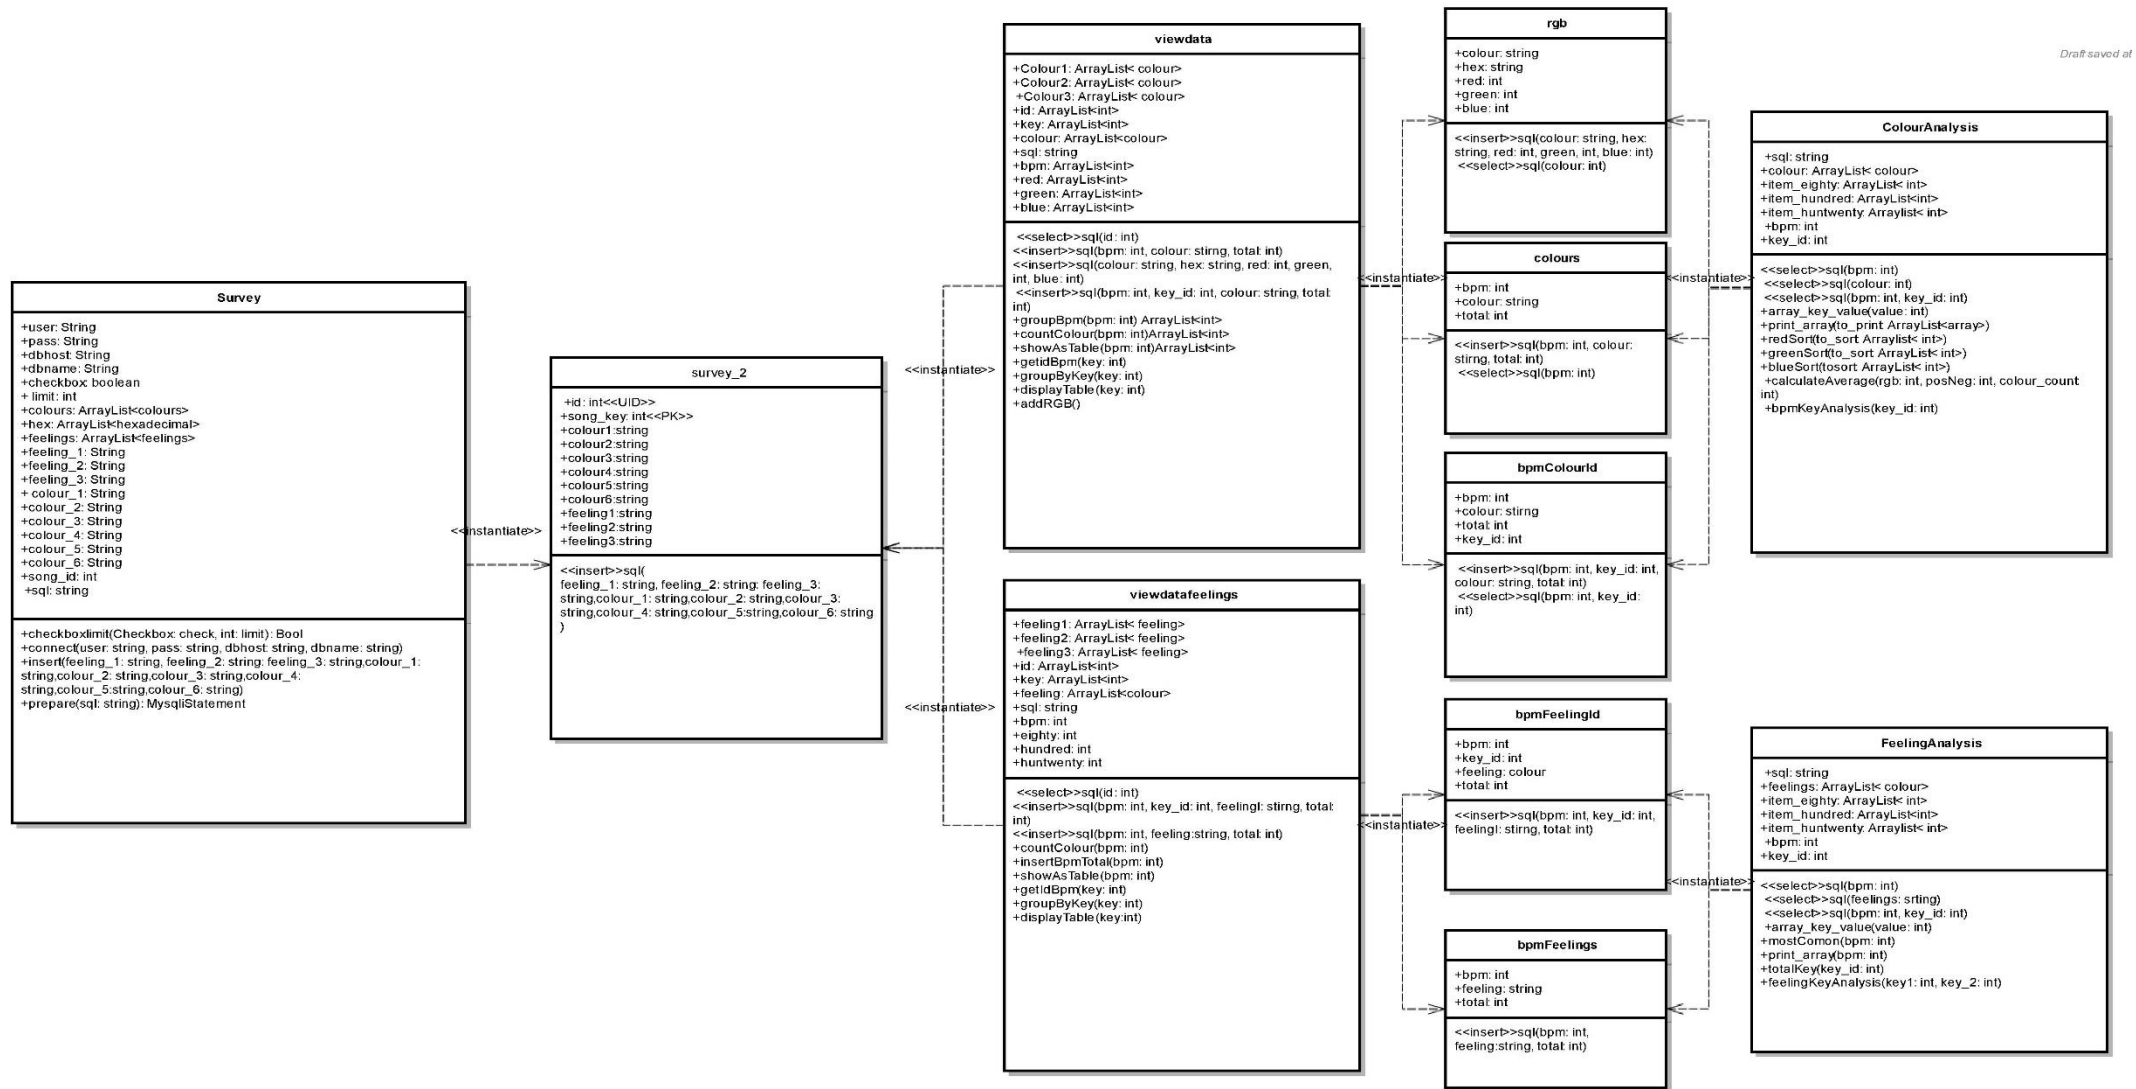 Draft saved at
Survey
+user: String
+pass: String
+dbhost: String
+dbname: String
+checkbox: boolean
+ limit: int
+colours: ArrayList<colours>
+hex: ArrayList<hexadecimal>
+feelings: ArrayList<feelings>
+feeling_1: String
+feeling_2: String
+feeling_3: String
+ colour_1: String
+colour_2: String
+colour_3: String
+colour_4: String
+colour_5: String
+colour_6: String
+song_id: int
+sql: string
+checkboxlimit(Checkbox: check, int: limit): Bool
+connect(user: string, pass: string, dbhost: string, dbname: string)
+insert(feeling_1: string, feeling_2: string: feeling_3: string,colour_1:
string,colour_2: string,colour_3: string,colour_4:
string,colour_5:string,colour_6: string)
+prepare(sql: string): MysqliStatement
<<instantiate>>
survey_2
+id: int<<UID>>
+song_key: int<<PK>>
+colour1:string
+colour2:string
+colour3:string
+colour4:string
+colour5:string
+colour6:string
+feeling1:string
+feeling2:string
+feeling3:string
<<insert>>sql(
feeling_1: string, feeling_2: string: feeling_3:
string,colour_1: string,colour_2: string,colour_3:
string,colour_4: string,colour_5:string,colour_6: string
)
<<instantiate>>
<<instantiate>>
viewdata
+Colour1: ArrayList< colour>
+Colour2: ArrayList< colour>
+Colour3: ArrayList< colour>
+id: ArrayList<int>
+key: ArrayList<int>
+colour: ArrayList<colour>
+sql: string
+bpm: ArrayList<int>
+red: ArrayList<int>
+green: ArrayList<int>
+blue: ArrayList<int>
<<select>>sql(id: int)
<<insert>>sql(bpm: int, colour: stirng, total: int)
<<insert>>sql(colour: string, hex: string, red: int, green,
int, blue: int)
<<insert>>sql(bpm: int, key_id: int, colour: string, total:
int)
+groupBpm(bpm: int) ArrayList<int>
+countColour(bpm: int)ArrayList<int>
+showAsTable(bpm: int)ArrayList<int>
+getidBpm(key: int)
+groupByKey(key: int)
+displayTable(key: int)
+addRGB()
viewdatafeelings
+feeling1: ArrayList< feeling>
+feeling2: ArrayList< feeling>
+feeling3: ArrayList< feeling>
+id: ArrayList<int>
+key: ArrayList<int>
+feeling: ArrayList<colour>
+sql: string
+bpm: int
+eighty: int
+hundred: int
+huntwenty: int
<<select>>sql(id: int)
<<insert>>sql(bpm: int, key_id: int, feelingI: stirng, total:
int)
<<insert>>sql(bpm: int, feeling:string, total: int)
+countColour(bpm: int)
+insertBpmTotal(bpm: int)
+showAsTable(bpm: int)
+getIdBpm(key: int)
+groupByKey(key: int)
+displayTable(key:int)
<<instantiate>>
<<instantiate>>
rgb
+colour: string
+hex: string
+red: int
+green: int
+blue: int
<<insert>>sql(colour: string, hex:
string, red: int, green, int, blue: int)
<<select>>sql(colour: int)
colours
+bpm: int
+colour: string
+total: int
<<insert>>sql(bpm: int, colour:
stirng, total: int)
<<select>>sql(bpm: int)
bpmColourId
+bpm: int
+colour: stirng
+total: int
+key_id: int
<<insert>>sql(bpm: int, key_id: int,
colour: string, total: int)
<<select>>sql(bpm: int, key_id:
int)
bpmFeelingId
+bpm: int
+key_id: int
+feeling: colour
+total: int
<<insert>>sql(bpm: int, key_id: int,
feelingI: stirng, total: int)
bpmFeelings
+bpm: int
+feeling: string
+total: int
<<insert>>sql(bpm: int,
feeling:string, total: int)
<<instantiate>>
<<instantiate>>
ColourAnalysis
+sql: string
+colour: ArrayList< colour>
+item_eighty: ArrayList< int>
+item_hundred: ArrayList<int>
+item_huntwenty: Arraylist< int>
+bpm: int
+key_id: int
<<select>>sql(bpm: int)
<<select>>sql(colour: int)
<<select>>sql(bpm: int, key_id: int)
+array_key_value(value: int)
+print_array(to_print: ArrayList<array>)
+redSort(to_sort: Arraylist< int>)
+greenSort(to_sort: ArrayList< int>)
+blueSort(tosort: ArrayList< int>)
+calculateAverage(rgb: int, posNeg: int, colour_count:
int)
+bpmKeyAnalysis(key_id: int)
FeelingAnalysis
+sql: string
+feelings: ArrayList< colour>
+item_eighty: ArrayList< int>
+item_hundred: ArrayList<int>
+item_huntwenty: Arraylist< int>
+bpm: int
+key_id: int
<<select>>sql(bpm: int)
<<select>>sql(feelings: srting)
<<select>>sql(bpm: int, key_id: int)
+array_key_value(value: int)
+mostComon(bpm: int)
+print_array(bpm: int)
+totalKey(key_id: int)
+feelingKeyAnalysis(key1: int, key_2: int)